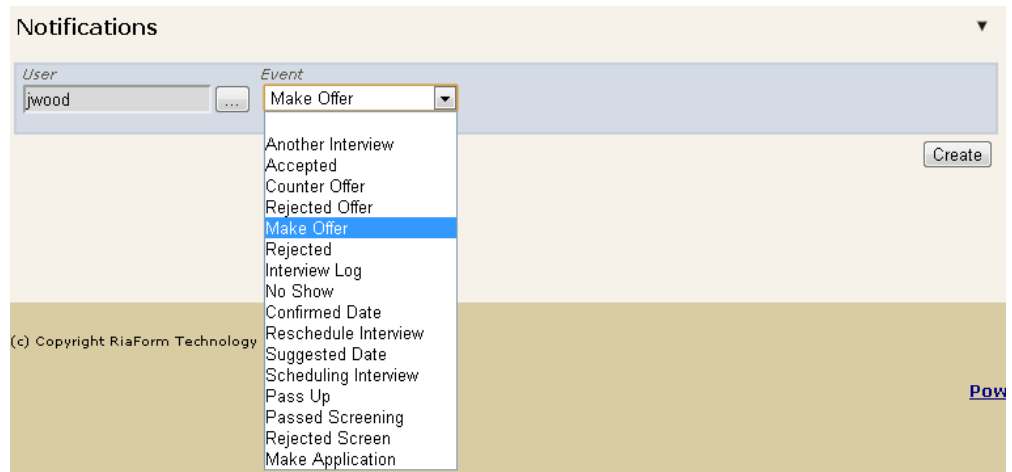 Notifications
User Event
jwood ... Make Offer
Another Interview
Accepted
Create
Counter Offer
Rejected Offer
Make Offer
Rejected
Interview Log
No Show
Confirmed Date
Reschedule Interview
(c) Copyright RiaForm Technology
Suggested Date
Scheduling Interview
Pass Up
Pow
Passed Screening
Rejected Screen
Make Application